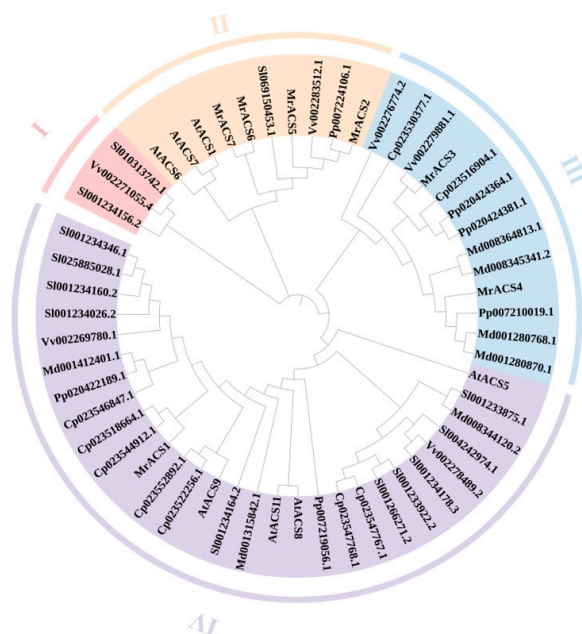 I
II
III
IV
Sl001234156.2
Vv002271055.4
Sl010313742.1
AtACS6
AtACS7
AtACS1
MrACS7
MrACS6
Sl069150453.1
MrACS5
Vv002283512.1
Pp007224106.1
MrACS2
Vv002276774.2
Cp023530377.1
Vv002279881.1
MrACS3
Cp023516904.1
Pp020424364.1
Pp020424381.1
Md008364813.1
Md008345341.2
MrACS4
Pp007210019.1
Md001280768.1
Md001280870.1
AtACS5
Sl001233875.1
Md008344120.2
Sl004242974.1
Vv002278489.2
Sl001234178.3
Sl001233922.2
Sl001266271.2
Cp023547767.1
Cp023547768.1
Pp007219056.1
AtACS8
AtACS11
Md001315842.1
Sl001234164.2
AtACS9
Cp023522256.1
Cp023552892.1
MrACS1
Cp023544912.1
Cp023518664.1
Cp023546847.1
Pp020422189.1
Md001412401.1
Vv002269780.1
Sl001234026.2
Sl001234160.2
Sl025885028.1
Sl001234346.1